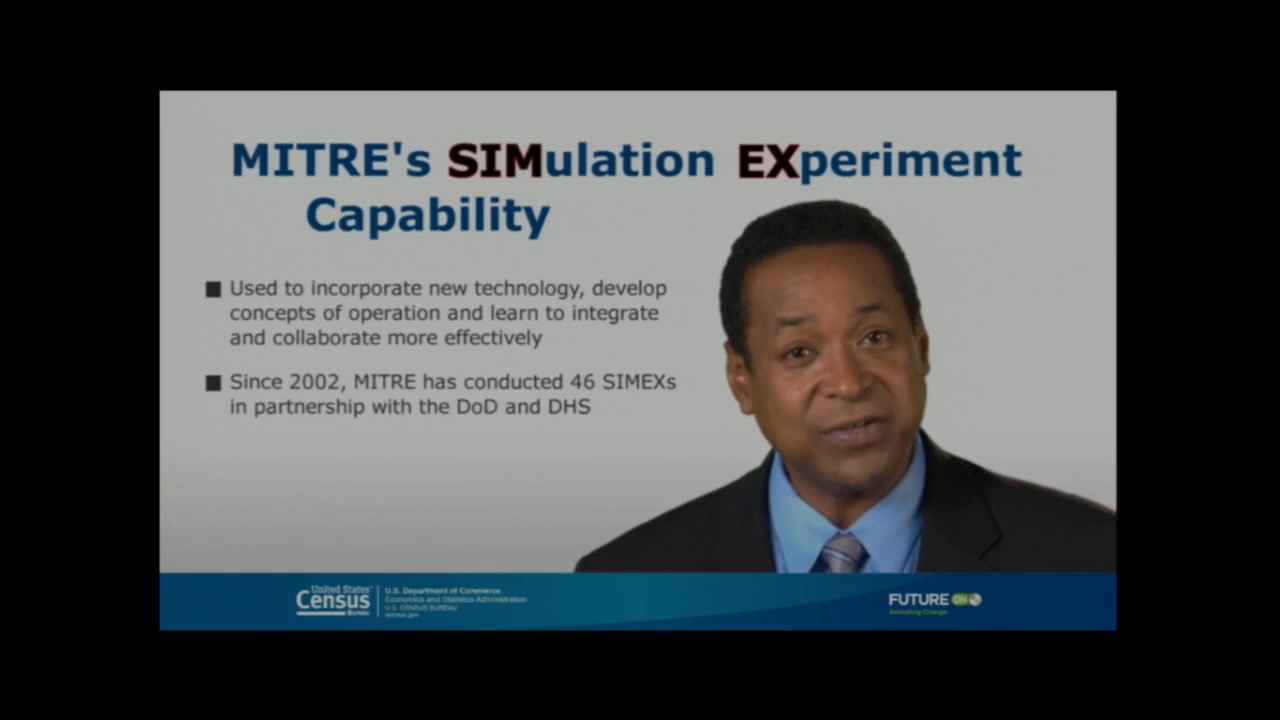 MITRE's SIMulation EXperiment
Capability
Used to incorporate new technology, develop
concepts of operation and learn to integrate
and collaborate more effectively
Since 2002, MITRE has conducted 46 SIMEXs
in partnership with the DoD and DHS
United States
Census
Bureau
U.S. Department of Commerce
Economics and Statistics Administration
U.S. CENSUS BUREAU
census.gov
FUTURE ON
Activating Change